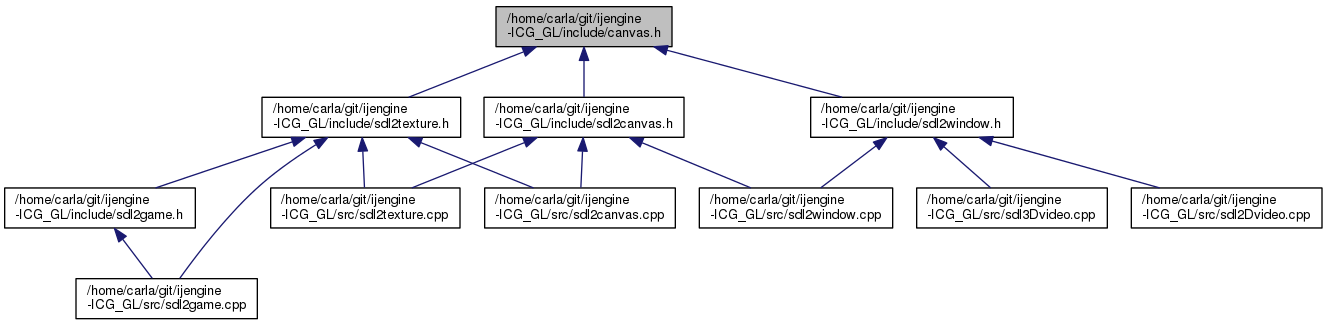 /home/carla/git/ijengine
-ICG_GL/include/canvas.h
/home/carla/git/ijengine
-ICG_GL/include/sdl2texture.h
/home/carla/git/ijengine
-ICG_GL/include/sdl2canvas.h
/home/carla/git/ijengine
-ICG_GL/include/sdl2window.h
/home/carla/git/ijengine
-ICG_GL/include/sdl2game.h
/home/carla/git/ijengine
-ICG_GL/src/sdl2texture.cpp
/home/carla/git/ijengine
-ICG_GL/src/sdl2canvas.cpp
/home/carla/git/ijengine
-ICG_GL/src/sdl2window.cpp
/home/carla/git/ijengine
-ICG_GL/src/sdl3Dvideo.cpp
/home/carla/git/ijengine
-ICG_GL/src/sdl2Dvideo.cpp
/home/carla/git/ijengine
-ICG_GL/src/sdl2game.cpp